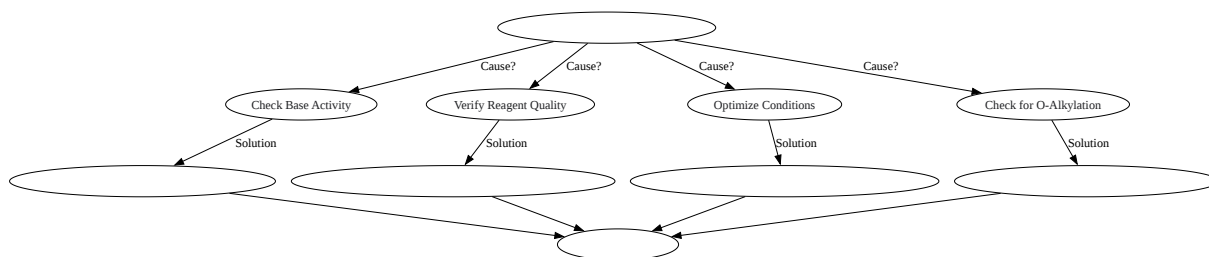 Cause?
Cause?
Cause?
Cause?
Check Base Activity
Verify Reagent Quality
Optimize Conditions
Check for O-Alkylation
Solution
Solution
Solution
Solution